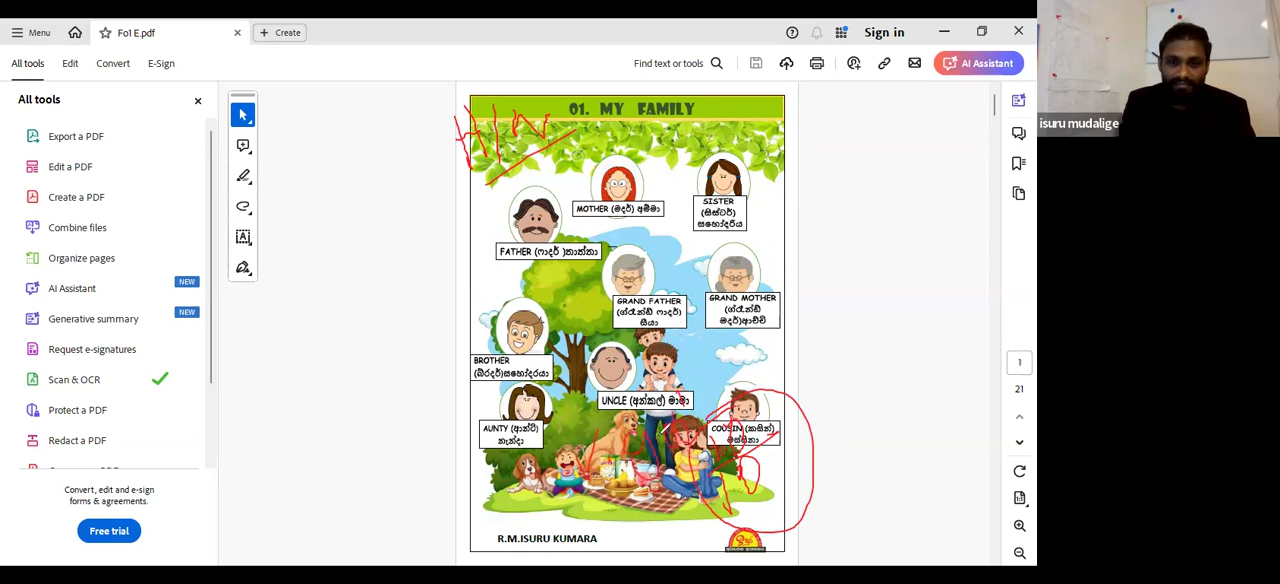 Menu
Fo1 E.pdf
Create
Sign in
All tools
Edit
Convert
E-Sign
Find text or tools
AI Assistant
All tools
Export a PDF
Edit a PDF
Create a PDF
Combine files
Organize pages
AI Assistant
NEW
Generative summary
NEW
Request e-signatures
Scan & OCR
Protect a PDF
Redact a PDF
Convert, edit and e-sign
forms & agreements.
Free trial
01. MY FAMILY
MOTHER (මදර්) අම්මා
SISTER
(සිස්ටර්)
සහෝදරිය
FATHER (ෆාදර් )තාත්තා
GRAND FATHER
(ග්රෑන්ඩ් ෆාදර්)
සීයා
GRAND MOTHER
(ග්රෑන්ඩ්
මදර්)ආච්චි
BROTHER
(බ්රදර්)සහෝදරයා
UNCLE (අන්කල්) මාමා
AUNTY (ආන්ටි)
නැන්දා
COUSIN (කසින්)
මස්සිනා
R.M.ISURU KUMARA
1
21
isuru mudalige